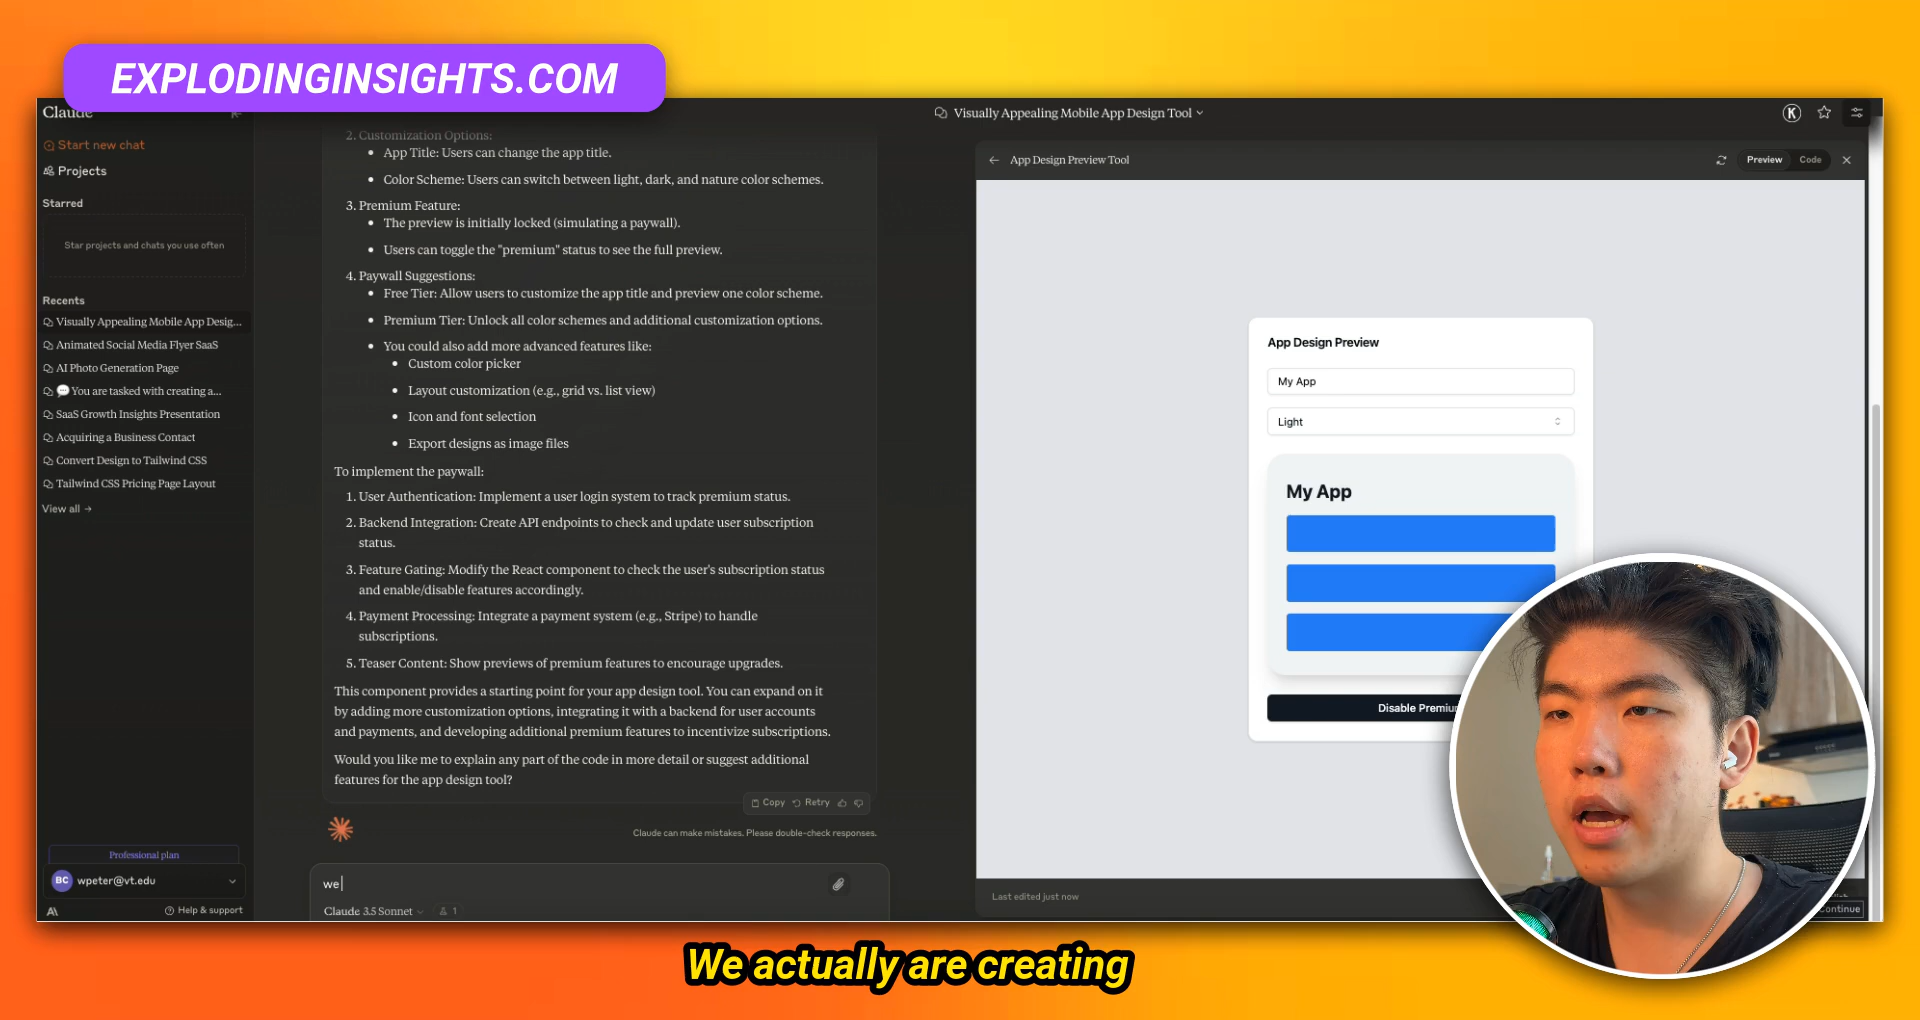 EXPLODINGINSIGHTS.COM
Claude
Start new chat
Projects
Starred
Star projects and chats you use often
Recents
Visually Appealing Mobile App Desig...
Animated Social Media Flyer SaaS
AI Photo Generation Page
You are tasked with creating a...
SaaS Growth Insights Presentation
Acquiring a Business Contact
Convert Design to Tailwind CSS
Tailwind CSS Pricing Page Layout
View all →
Professional plan
BC wpeter@vt.edu
A\
Help & support
Visually Appealing Mobile App Design Tool
K
2. Customization Options:
• App Title: Users can change the app title.
• Color Scheme: Users can switch between light, dark, and nature color schemes.
3. Premium Feature:
• The preview is initially locked (simulating a paywall).
• Users can toggle the "premium" status to see the full preview.
4. Paywall Suggestions:
• Free Tier: Allow users to customize the app title and preview one color scheme.
• Premium Tier: Unlock all color schemes and additional customization options.
• You could also add more advanced features like:
• Custom color picker
• Layout customization (e.g., grid vs. list view)
• Icon and font selection
• Export designs as image files
To implement the paywall:
1. User Authentication: Implement a user login system to track premium status.
2. Backend Integration: Create API endpoints to check and update user subscription
status.
3. Feature Gating: Modify the React component to check the user's subscription status
and enable/disable features accordingly.
4. Payment Processing: Integrate a payment system (e.g., Stripe) to handle
subscriptions.
5. Teaser Content: Show previews of premium features to encourage upgrades.
This component provides a starting point for your app design tool. You can expand on it
by adding more customization options, integrating it with a backend for user accounts
and payments, and developing additional premium features to incentivize subscriptions.
Would you like me to explain any part of the code in more detail or suggest additional
features for the app design tool?
Copy Retry
Claude can make mistakes. Please double-check responses.
we
Claude 3.5 Sonnet 1
← App Design Preview Tool
Preview Code
App Design Preview
My App
Light
My App
Disable Premiu
Last edited just now
Continue
We actually are creating